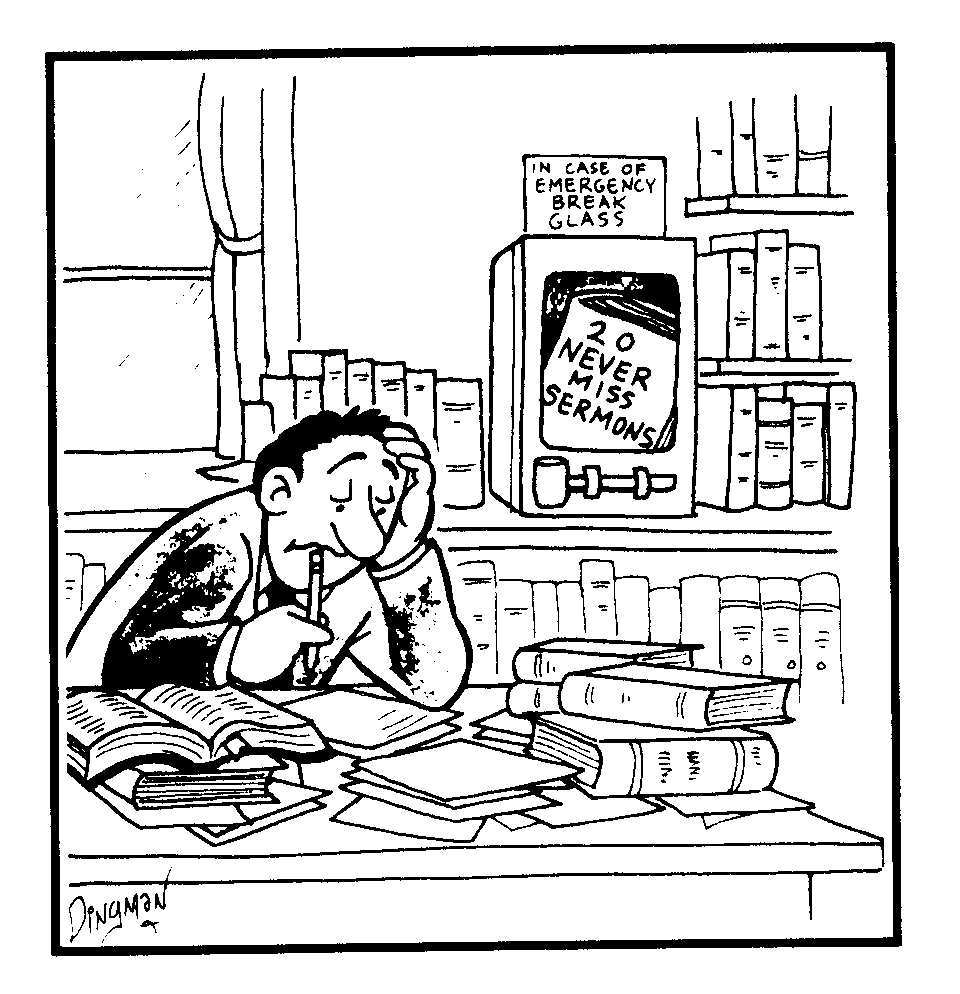 IN CASE OF
EMERGENCY
BREAK
GLASS
20
NEVER
MISS
SERMONS
Dingman